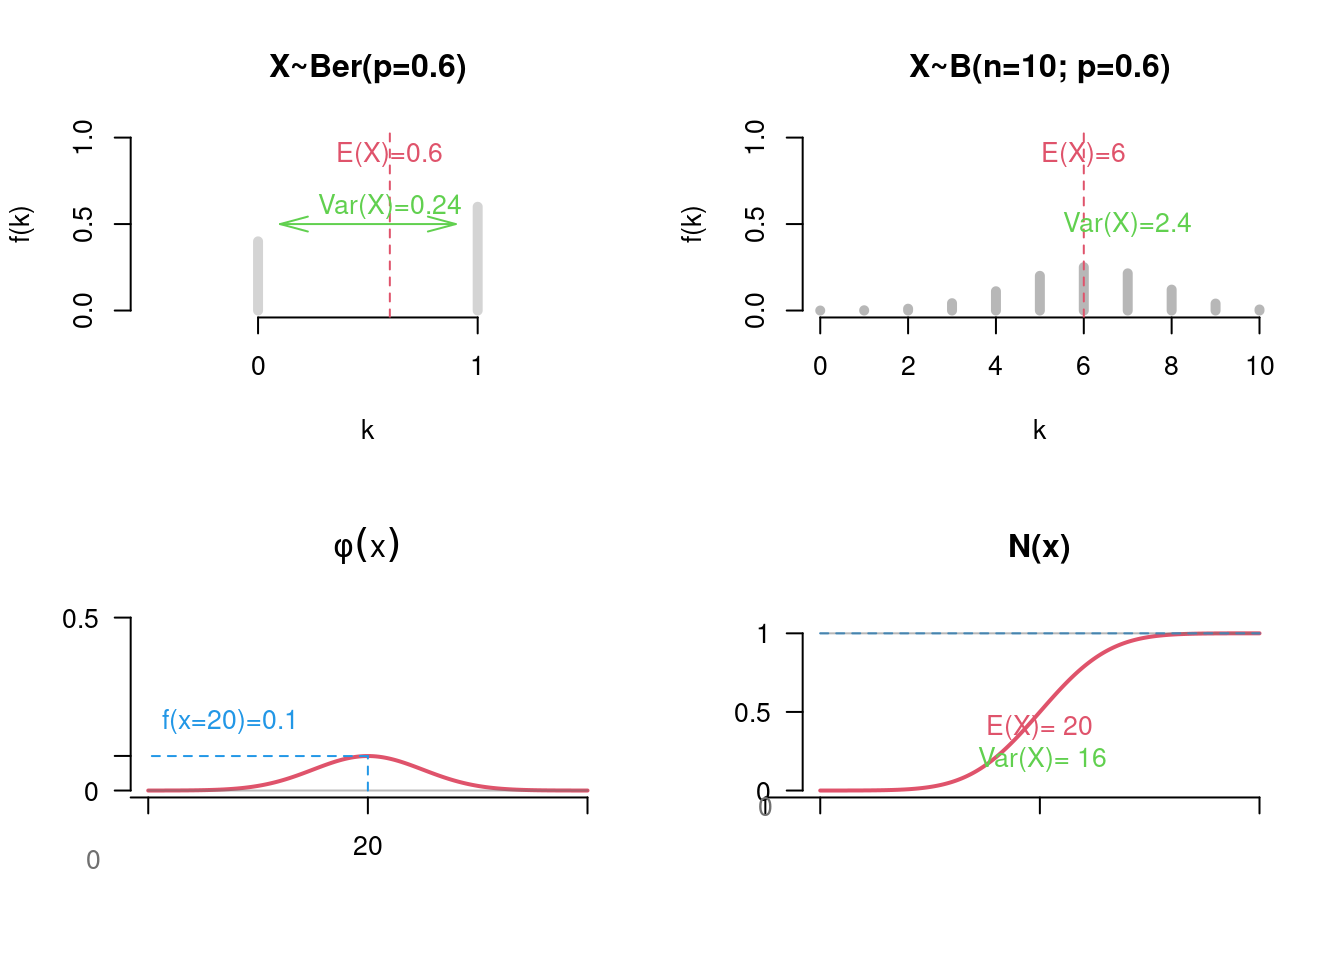 X~Ber(p=0.6)
f(k)
1.0
0.5
0.0
E(X)=0.6
Var(X)=0.24
0
1
k
X~B(n=10; p=0.6)
f(k)
1.0
0.5
0.0
E(X)=6
Var(X)=2.4
0 2 4 6 8 10
k
φ(x)
0.5
f(x=20)=0.1
0
20
0
N(x)
1
0.5
E(X)= 20
Var(X)= 16
0
0